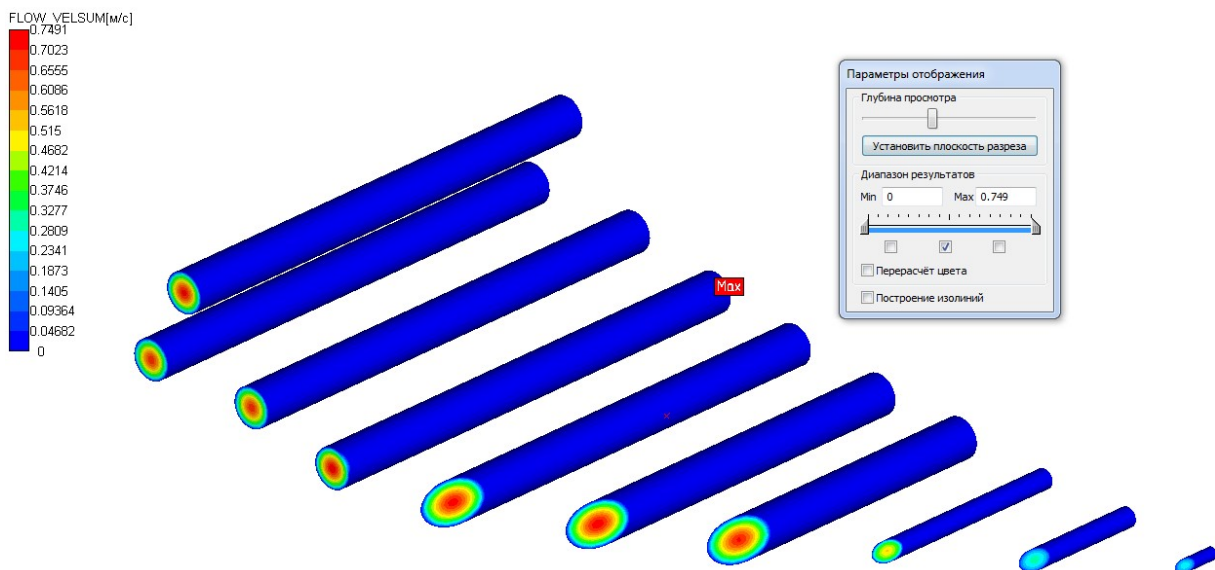 FLOW_VELSUM[м/с]
0.7491
0.7023
0.6555
0.6086
0.5618
0.515
0.4682
0.4214
0.3746
0.3277
0.2809
0.2341
0.1873
0.1405
0.09364
0.04682
0
Max
Параметры отображения
Глубина просмотра
Установить плоскость разреза
Диапазон результатов
Min 0 Max 0.749
Перерасчёт цвета
Построение изолиний